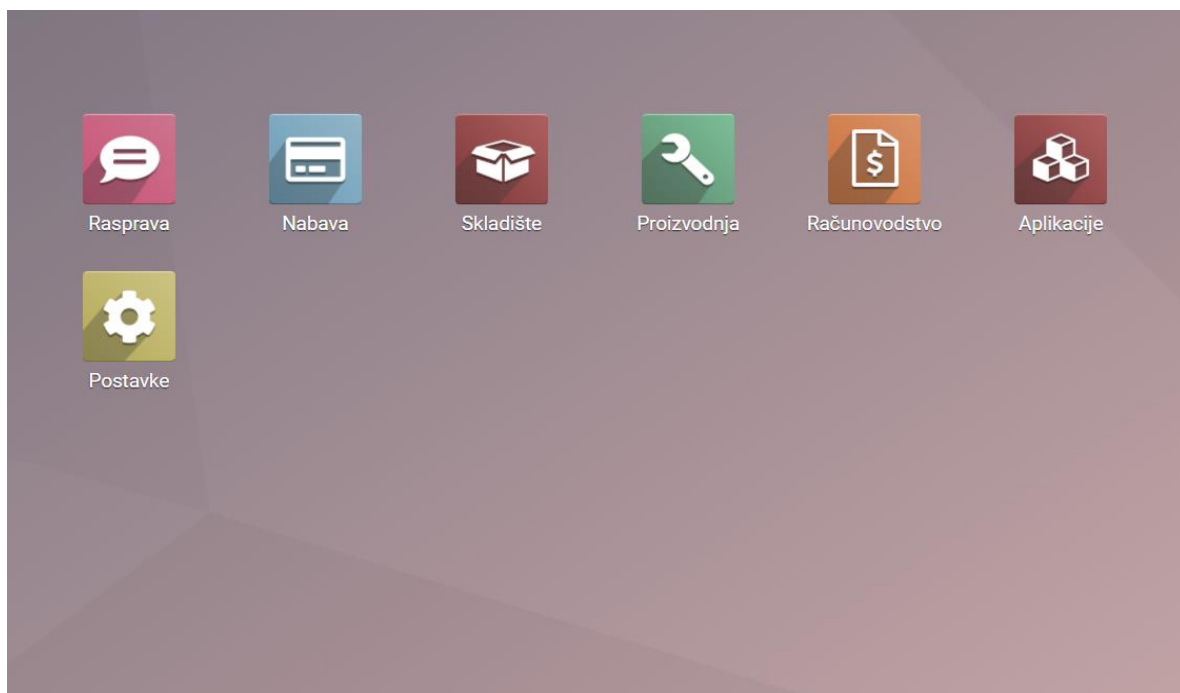 Rasprava
Nabava
Skladište
Proizvodnja
Računovodstvo
Aplikacije
Postavke